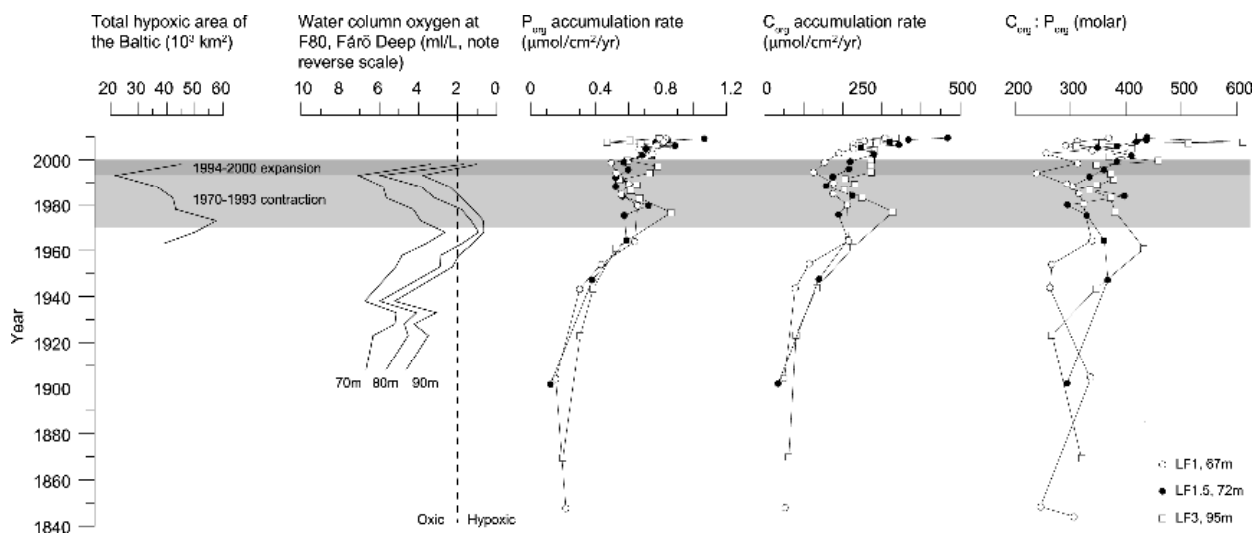 Total hypoxic area of
the Baltic (10³ km²)
Water column oxygen at
F80, Fårö Deep (ml/L, note
reverse scale)
P_org accumulation rate
(µmol/cm²/yr)
C_org accumulation rate
(µmol/cm²/yr)
C_org : P_org (molar)
20 30 40 50 60
10 8 6 4 2 0
0 0.4 0.8 1.2
0 250 500
200 300 400 500 600
Year
2000
1980
1960
1940
1920
1900
1880
1860
1840
1994-2000 expansion
1970-1993 contraction
70m 80m 90m
Oxic Hypoxic
LF1, 67m
LF1.5, 72m
LF3, 95m